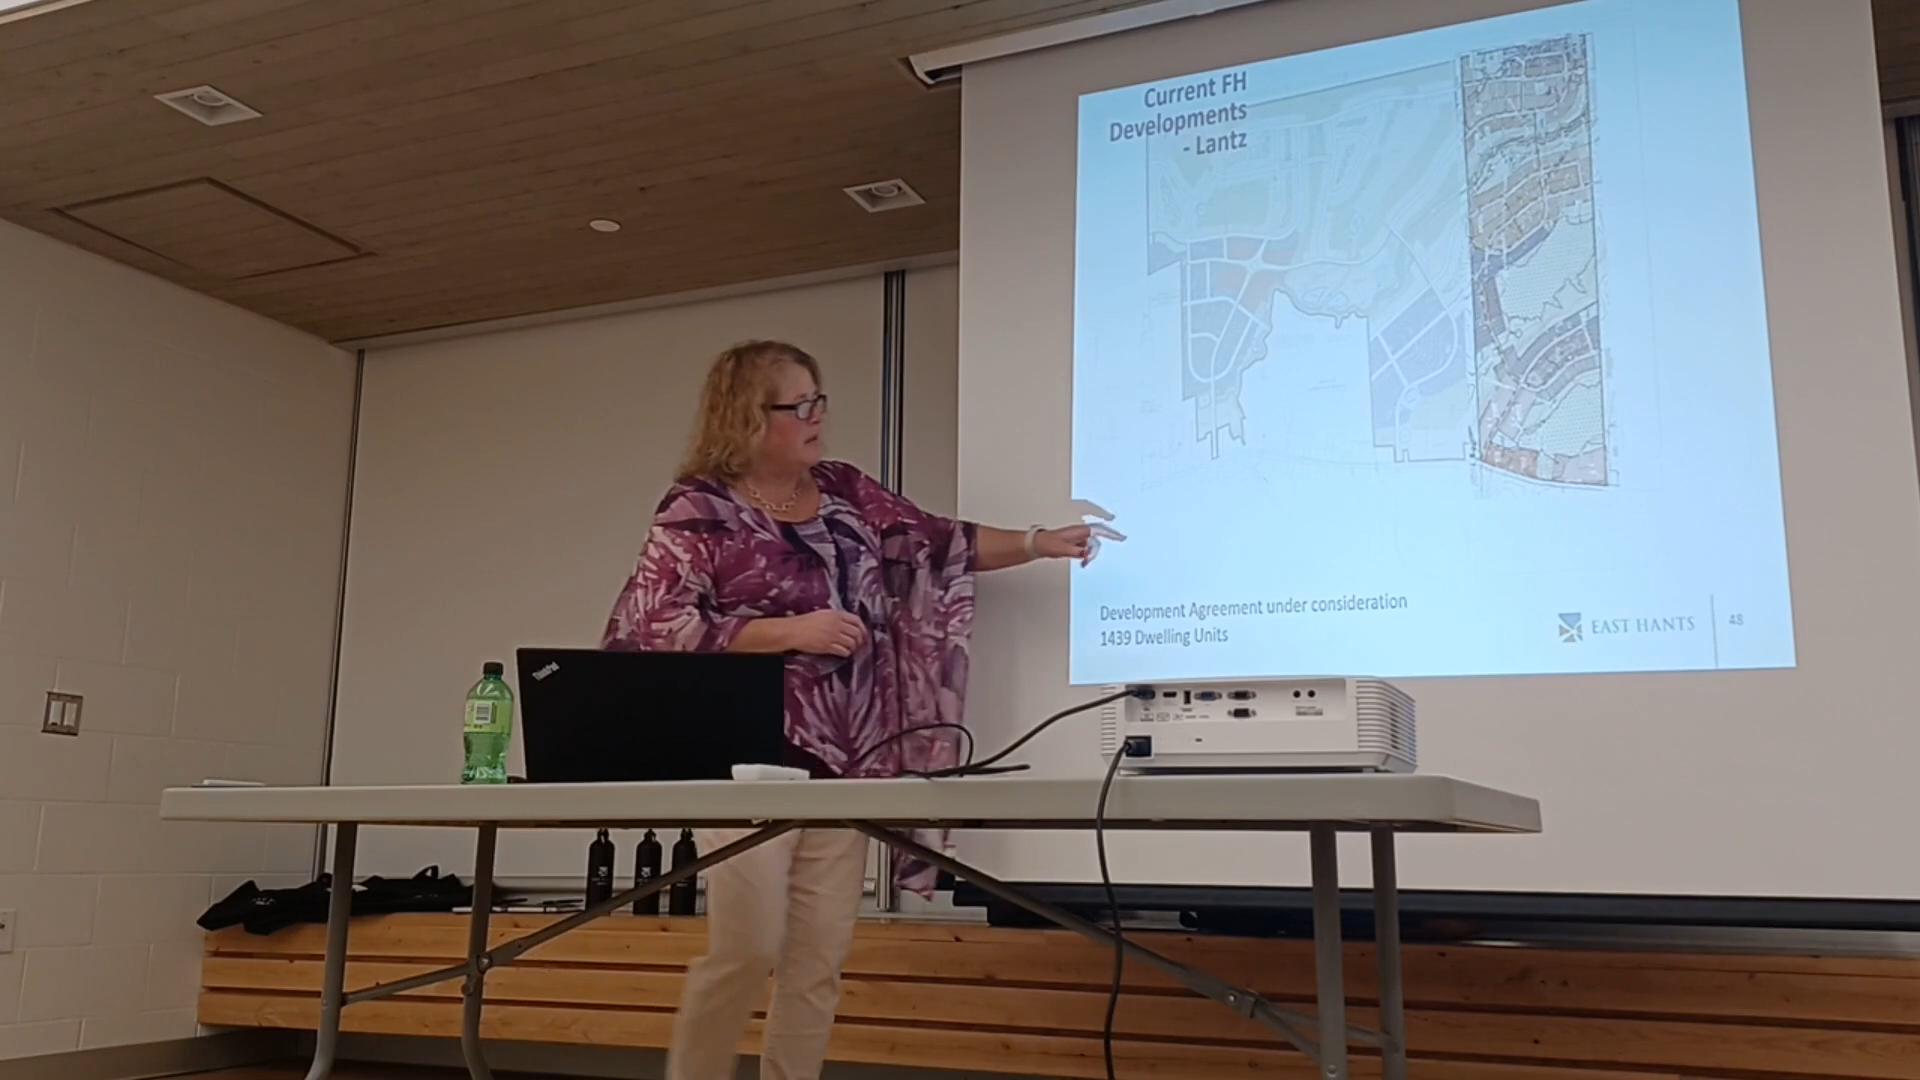 Current FH
Developments
- Lantz
Development Agreement under consideration
1439 Dwelling Units
EAST HANTS
48
ThinkPad